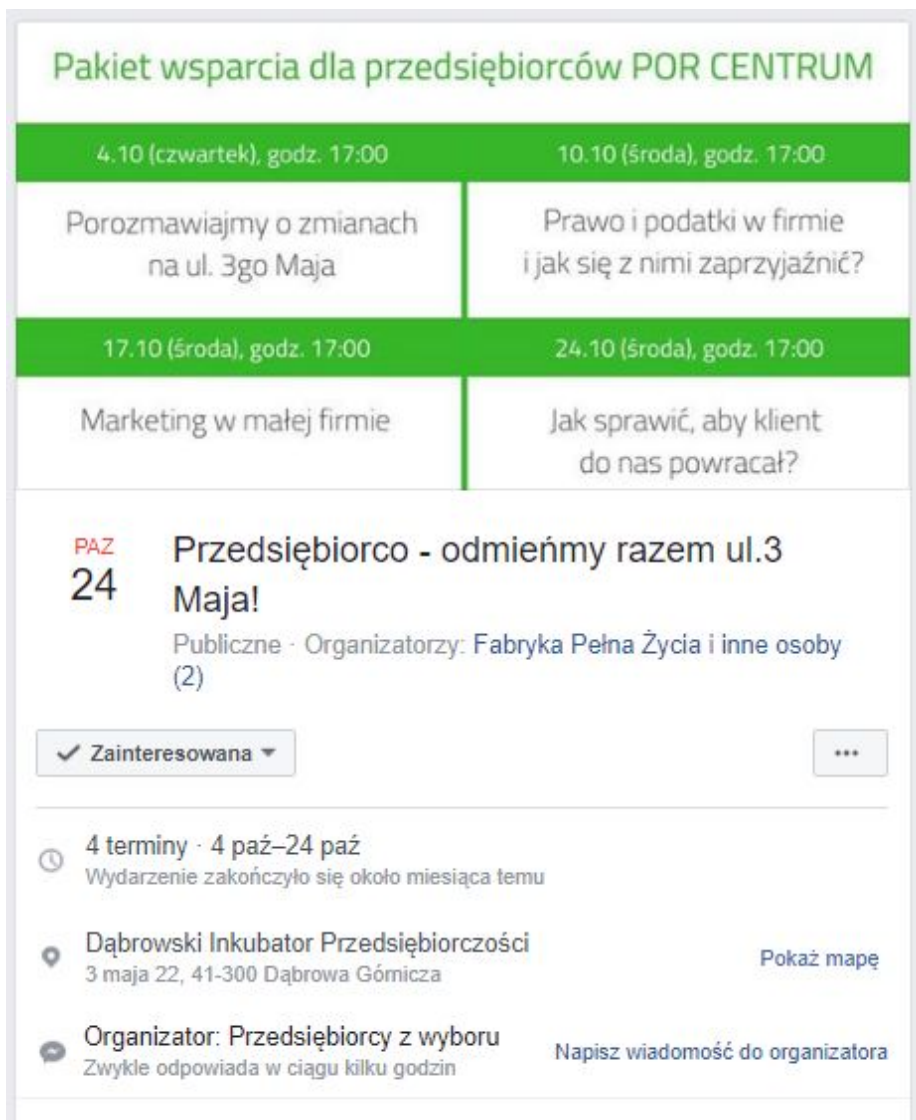 Pakiet wsparcia dla przedsiębiorców POR CENTRUM
4.10 (czwartek), godz. 17:00
Porozmawiajmy o zmianach
na ul. 3go Maja
10.10 (środa), godz. 17:00
Prawo i podatki w firmie
i jak się z nimi zaprzyjaźnić?
17.10 (środa), godz. 17:00
Marketing w małej firmie
24.10 (środa), godz. 17:00
Jak sprawić, aby klient
do nas powracał?
PAZ
24
Przedsiębiorco - odmieńmy razem ul.3
Maja!
Publiczne · Organizatorzy: Fabryka Pełna Życia i inne osoby
(2)
Zainteresowana
4 terminy · 4 paź–24 paź
Wydarzenie zakończyło się około miesiąca temu
Dąbrowski Inkubator Przedsiębiorczości
3 maja 22, 41-300 Dąbrowa Górnicza
Pokaż mapę
Organizator: Przedsiębiorcy z wyboru
Zwykle odpowiada w ciągu kilku godzin
Napisz wiadomość do organizatora